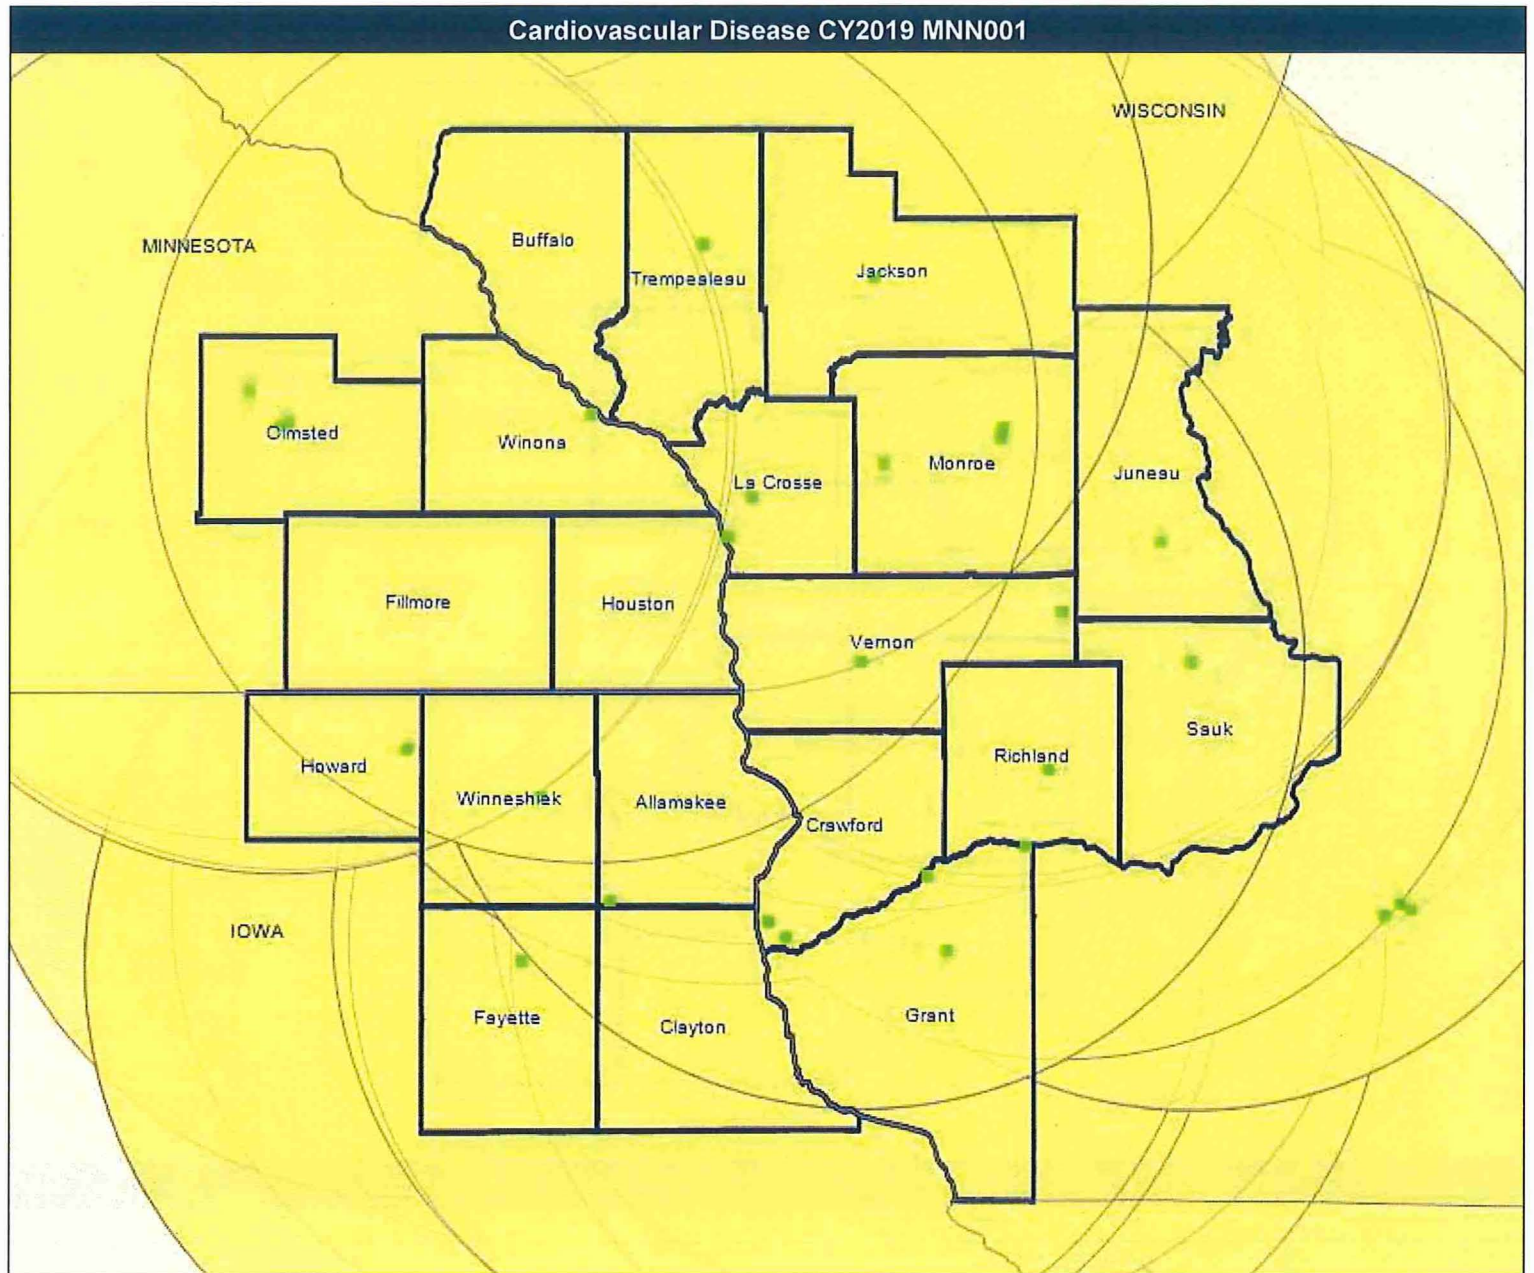 Cardiovascular Disease CY2019 MNN001
WISCONSIN
MINNESOTA
Buffalo
Trempealeau
Jackson
Olmsted
Winona
La Crosse
Monroe
Juneau
Fillmore
Houston
Vernon
Sauk
Richland
Howard
Winneshiek
Allamakee
Crawford
IOWA
Fayette
Clayton
Grant